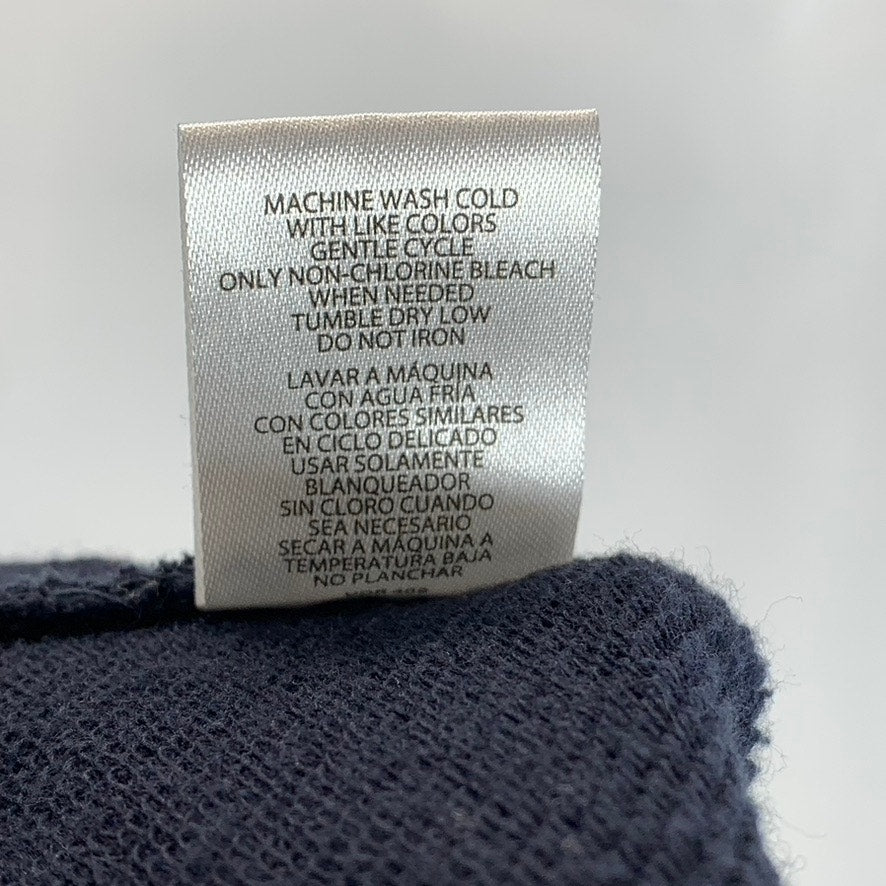 MACHINE WASH COLD
WITH LIKE COLORS
GENTLE CYCLE
ONLY NON-CHLORINE BLEACH
WHEN NEEDED
TUMBLE DRY LOW
DO NOT IRON
LAVAR A MÁQUINA
CON AGUA FRÍA
CON COLORES SIMILARES
EN CICLO DELICADO
USAR SOLAMENTE
BLANQUEADOR
SIN CLORO CUANDO
SEA NECESARIO
SECAR A MÁQUINA A
TEMPERATURA BAJA
NO PLANCHAR